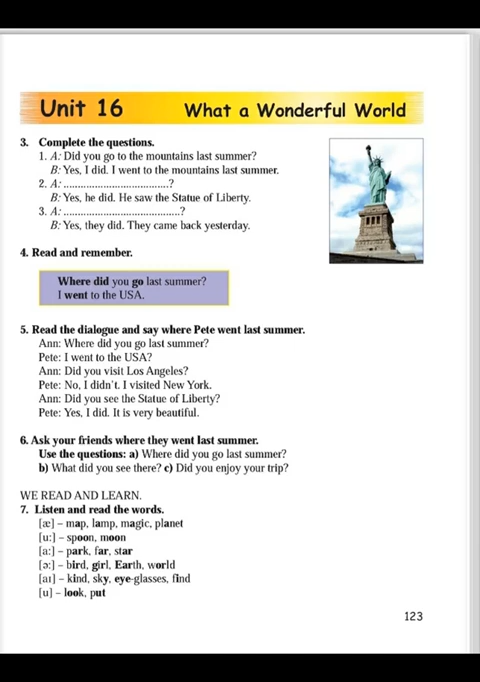 Unit 16 What a Wonderful World
3. Complete the questions.
1. A: Did you go to the mountains last summer?
B: Yes, I did. I went to the mountains last summer.
2. A: .....................................?
B: Yes, he did. He saw the Statue of Liberty.
3. A: .........................................?
B: Yes, they did. They came back yesterday.
4. Read and remember.
Where did you go last summer?
I went to the USA.
5. Read the dialogue and say where Pete went last summer.
Ann: Where did you go last summer?
Pete: I went to the USA?
Ann: Did you visit Los Angeles?
Pete: No, I didn't. I visited New York.
Ann: Did you see the Statue of Liberty?
Pete: Yes, I did. It is very beautiful.
6. Ask your friends where they went last summer.
Use the questions: a) Where did you go last summer?
b) What did you see there? c) Did you enjoy your trip?
WE READ AND LEARN.
7. Listen and read the words.
[æ] – map, lamp, magic, planet
[u:] – spoon, moon
[a:] – park, far, star
[ə:] – bird, girl, Earth, world
[aı] – kind, sky, eye-glasses, find
[u] – look, put
123